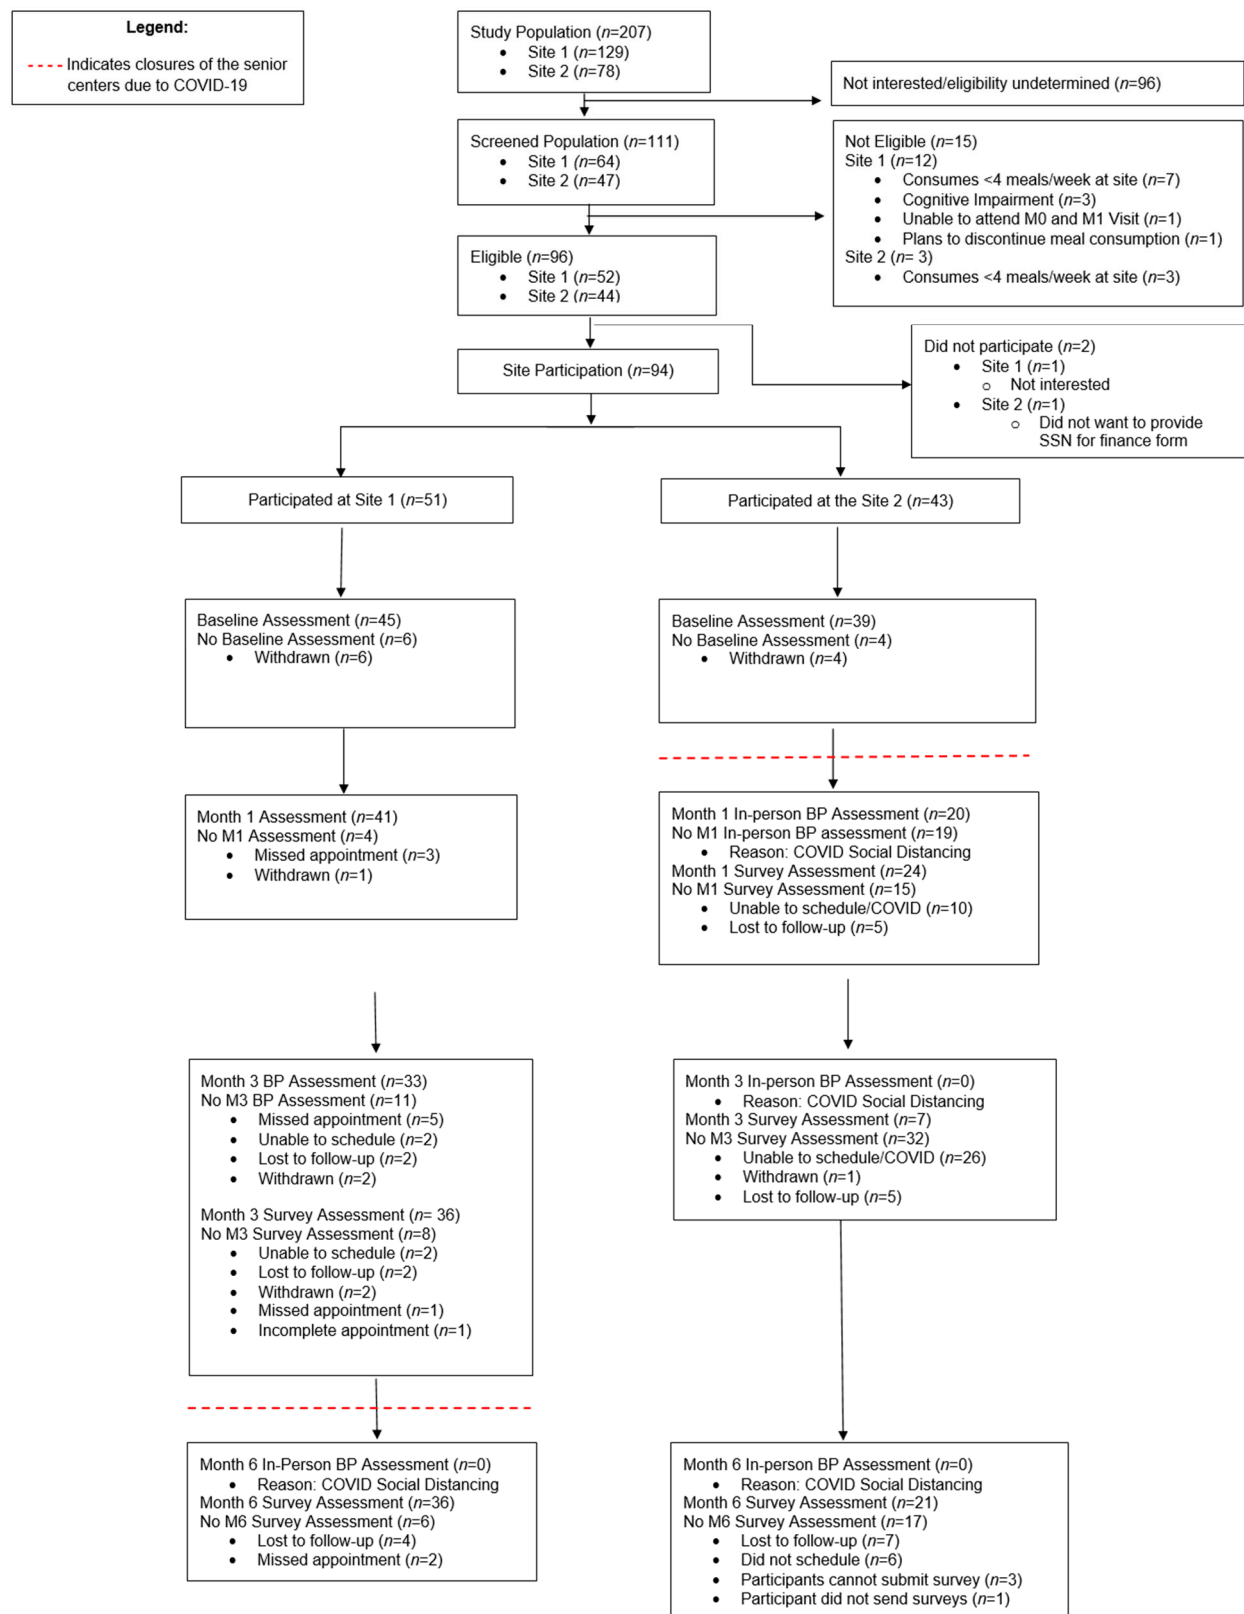 Legend:
Indicates closures of the senior
centers due to COVID-19
Study Population (n=207)
• Site 1 (n=129)
• Site 2 (n=78)
Not interested/eligibility undetermined (n=96)
Screened Population (n=111)
• Site 1 (n=64)
• Site 2 (n=47)
Not Eligible (n=15)
Site 1 (n=12)
• Consumes <4 meals/week at site (n=7)
• Cognitive Impairment (n=3)
• Unable to attend M0 and M1 Visit (n=1)
• Plans to discontinue meal consumption (n=1)
Site 2 (n= 3)
• Consumes <4 meals/week at site (n=3)
Eligible (n=96)
• Site 1 (n=52)
• Site 2 (n=44)
Did not participate (n=2)
• Site 1 (n=1)
o Not interested
• Site 2 (n=1)
o Did not want to provide
SSN for finance form
Site Participation (n=94)
Participated at Site 1 (n=51)
Participated at the Site 2 (n=43)
Baseline Assessment (n=45)
No Baseline Assessment (n=6)
• Withdrawn (n=6)
Baseline Assessment (n=39)
No Baseline Assessment (n=4)
• Withdrawn (n=4)
Month 1 Assessment (n=41)
No M1 Assessment (n=4)
• Missed appointment (n=3)
• Withdrawn (n=1)
Month 1 In-person BP Assessment (n=20)
No M1 In-person BP assessment (n=19)
• Reason: COVID Social Distancing
Month 1 Survey Assessment (n=24)
No M1 Survey Assessment (n=15)
• Unable to schedule/COVID (n=10)
• Lost to follow-up (n=5)
Month 3 BP Assessment (n=33)
No M3 BP Assessment (n=11)
• Missed appointment (n=5)
• Unable to schedule (n=2)
• Lost to follow-up (n=2)
• Withdrawn (n=2)
Month 3 Survey Assessment (n= 36)
No M3 Survey Assessment (n=8)
• Unable to schedule (n=2)
• Lost to follow-up (n=2)
• Withdrawn (n=2)
• Missed appointment (n=1)
• Incomplete appointment (n=1)
Month 3 In-person BP Assessment (n=0)
• Reason: COVID Social Distancing
Month 3 Survey Assessment (n=7)
No M3 Survey Assessment (n=32)
• Unable to schedule/COVID (n=26)
• Withdrawn (n=1)
• Lost to follow-up (n=5)
Month 6 In-Person BP Assessment (n=0)
• Reason: COVID Social Distancing
Month 6 Survey Assessment (n=36)
No M6 Survey Assessment (n=6)
• Lost to follow-up (n=4)
• Missed appointment (n=2)
Month 6 In-person BP Assessment (n=0)
• Reason: COVID Social Distancing
Month 6 Survey Assessment (n=21)
No M6 Survey Assessment (n=17)
• Lost to follow-up (n=7)
• Did not schedule (n=6)
• Participants cannot submit survey (n=3)
• Participant did not send surveys (n=1)